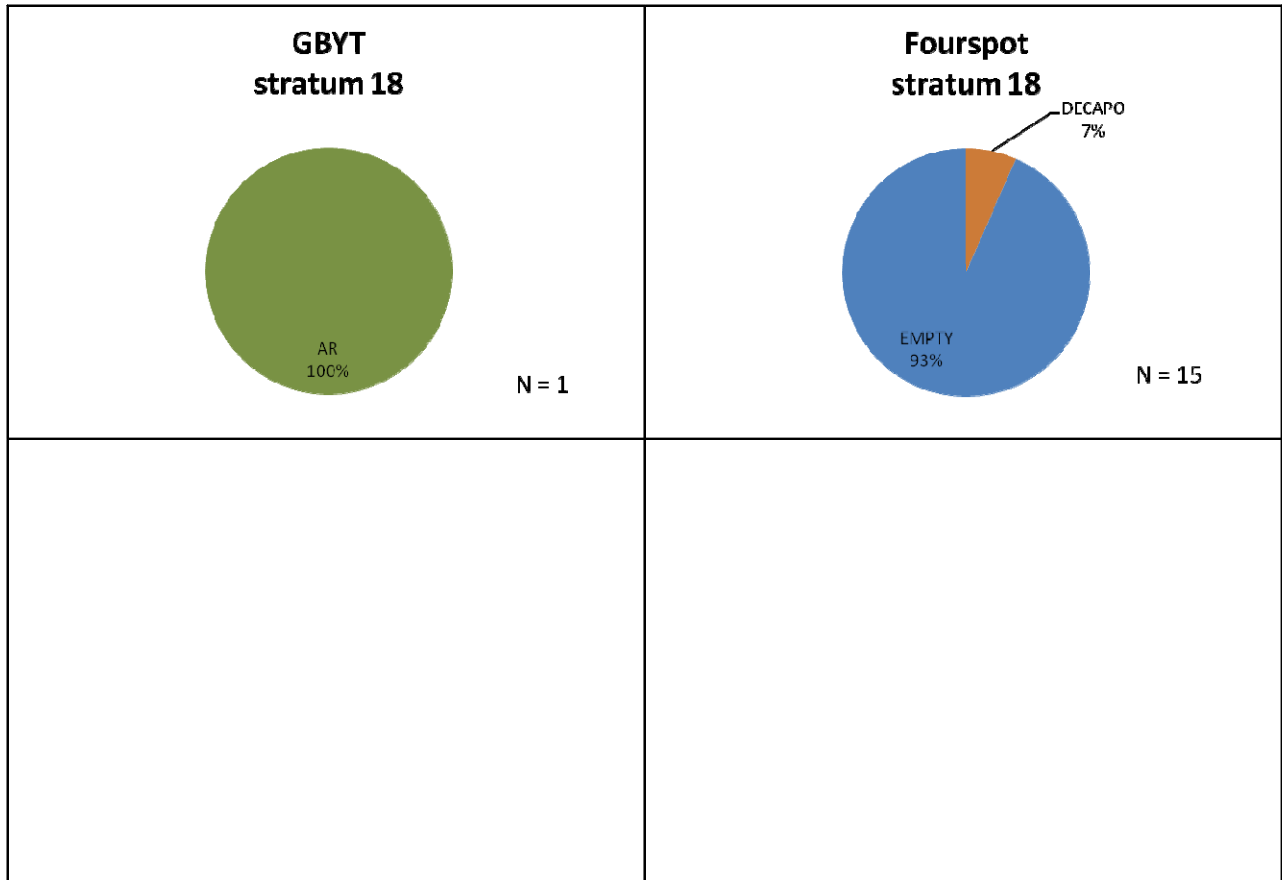 GBYT
stratum 18
AR
100%
N = 1
Fourspot
stratum 18
DECAPO
7%
EMPTY
93%
N = 15